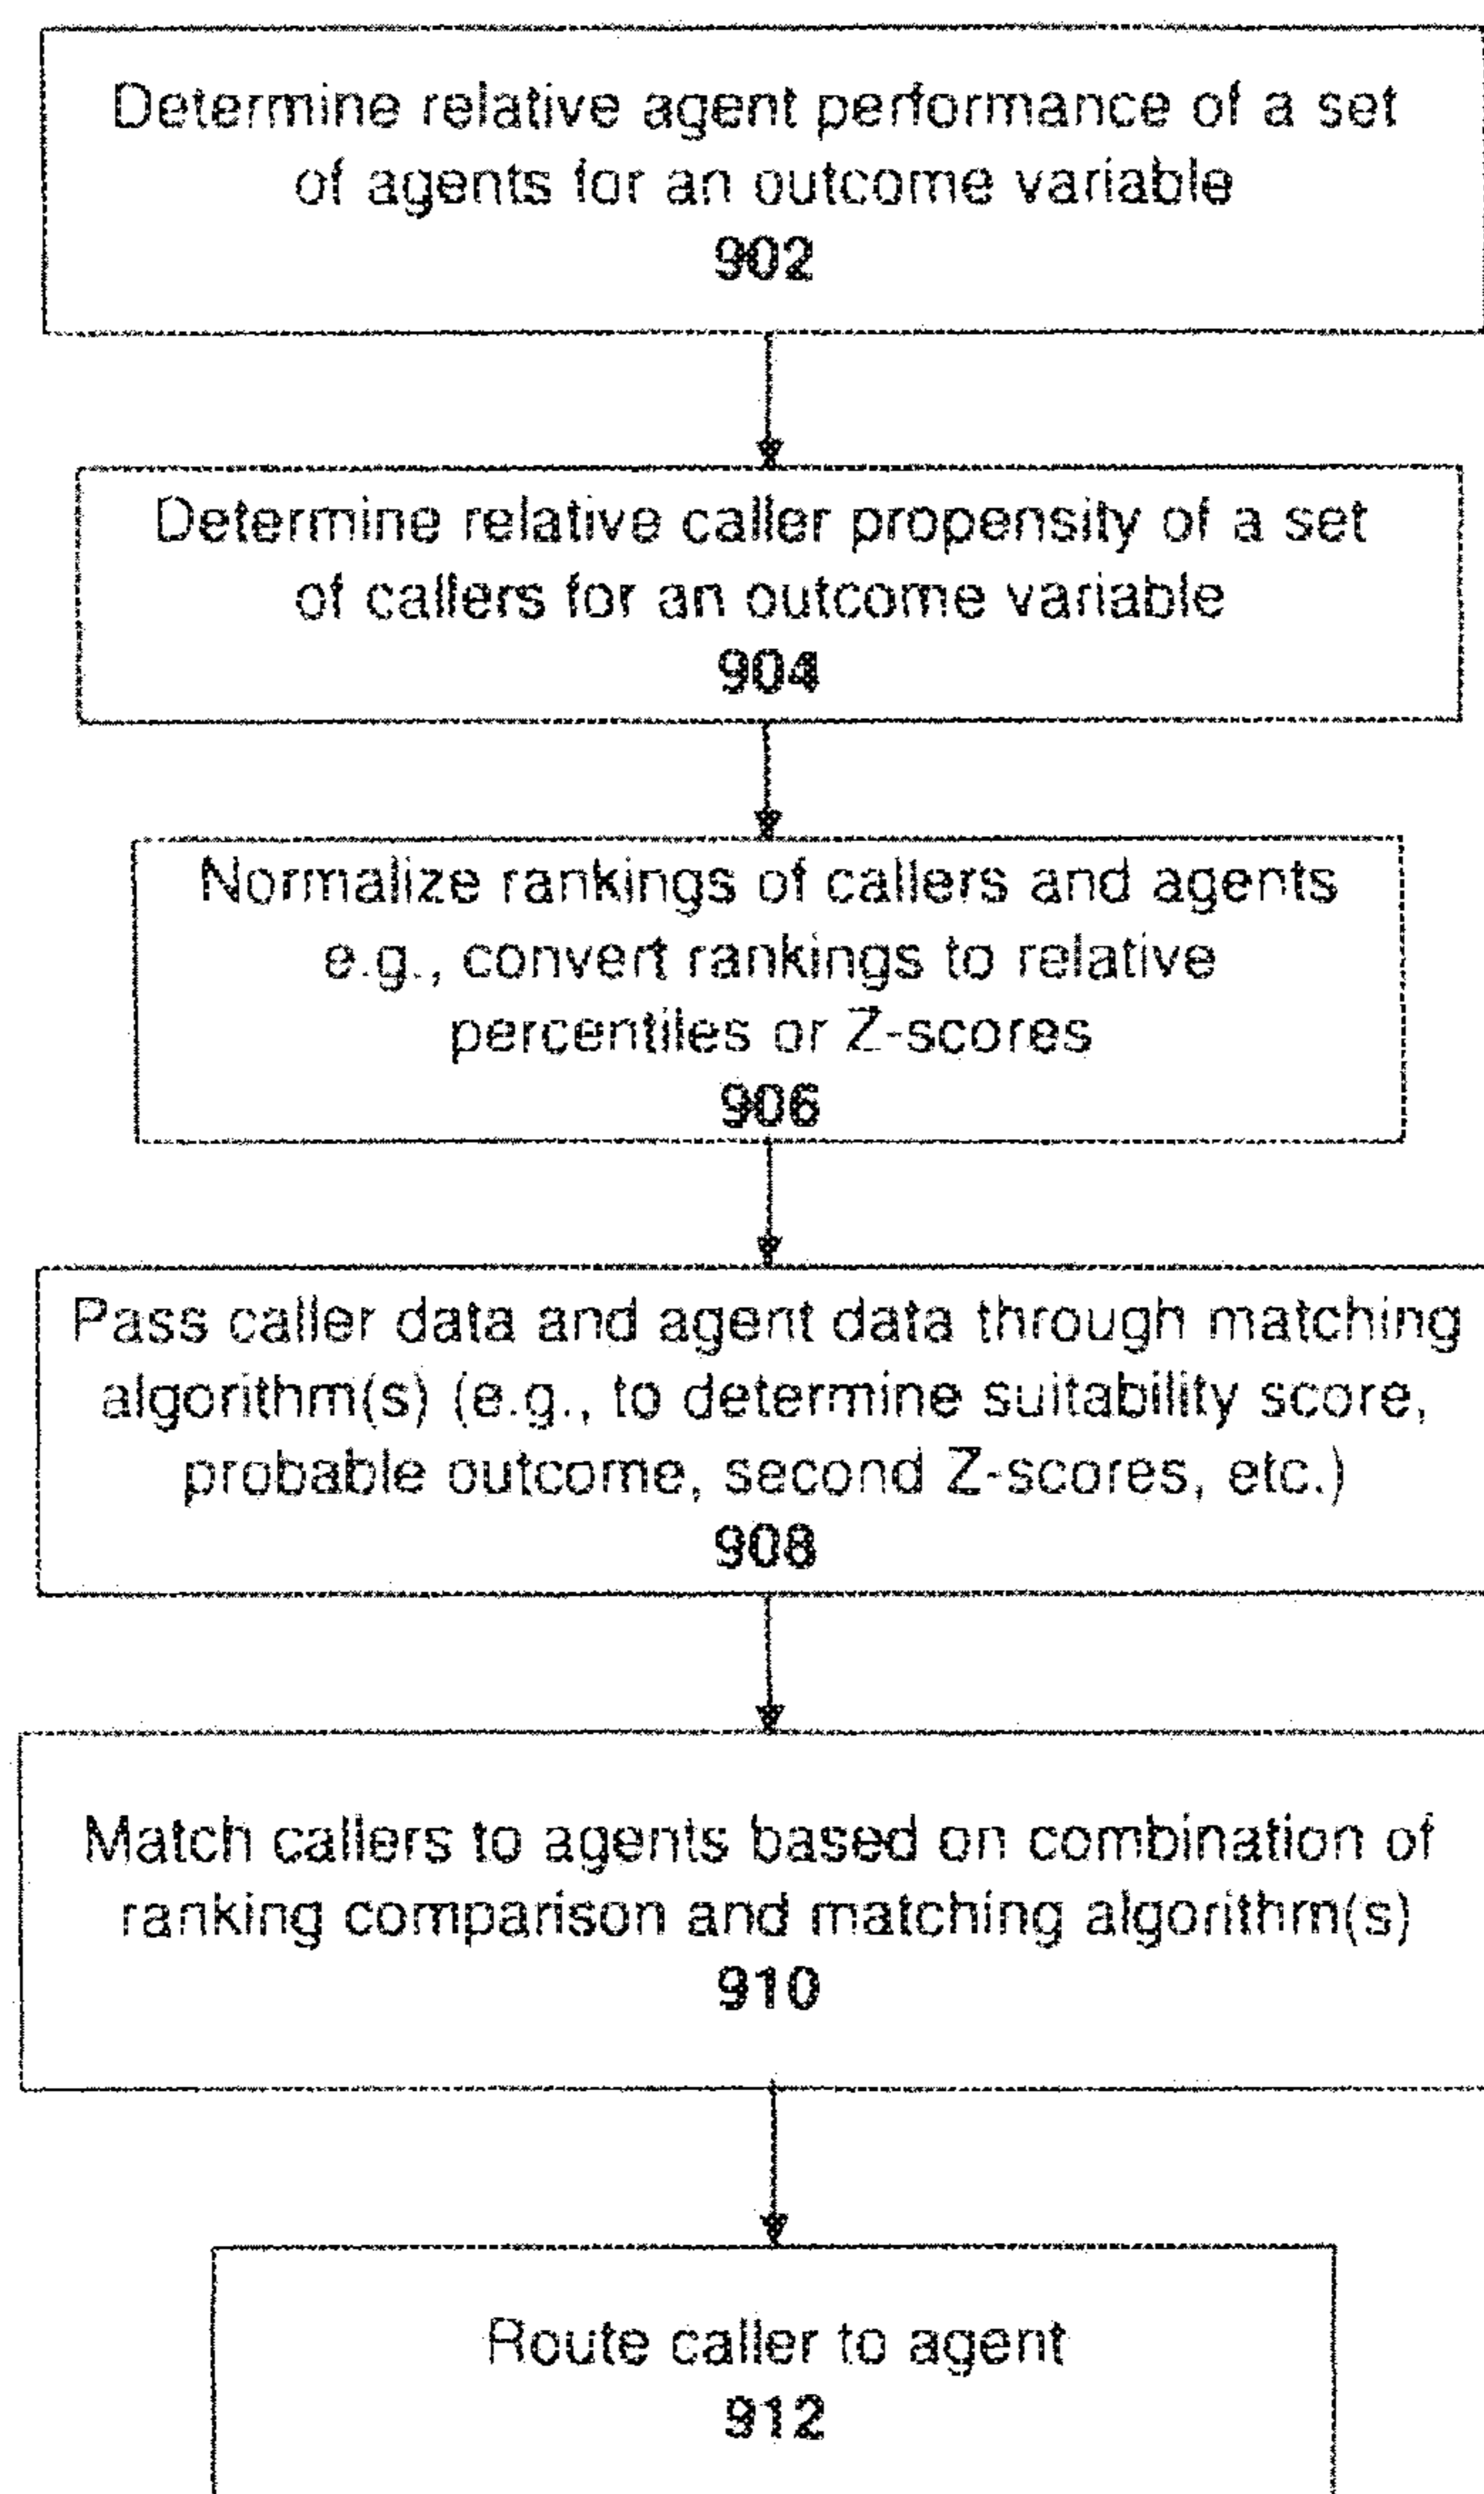 Determine relative agent performance of a set
of agents for an outcome variable
902
Determine relative caller propensity of a set
of callers for an outcome variable
904
Normalize rankings of callers and agents
e.g., convert rankings to relative
percentiles or Z-scores
906
Pass caller data and agent data through matching
algorithm(s) (e.g., to determine suitability score,
probable outcome, second Z-scores, etc.)
908
Match callers to agents based on combination of
ranking comparison and matching algorithm(s)
910
Route caller to agent
912